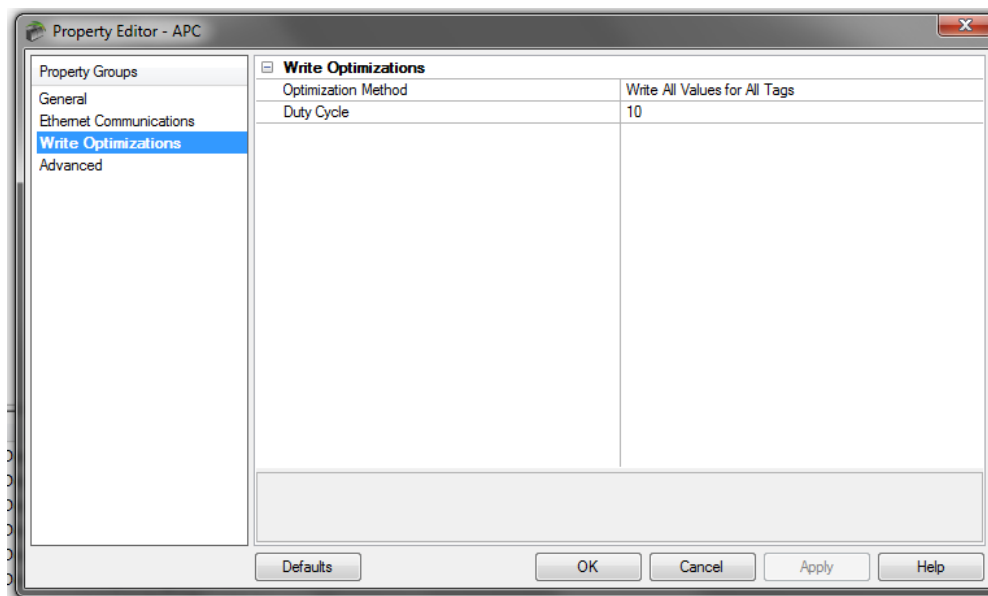 Property Editor - APC
Property Groups
General
Ethernet Communications
Write Optimizations
Advanced
Write Optimizations
Optimization Method Write All Values for All Tags
Duty Cycle 10
Defaults OK Cancel Apply Help